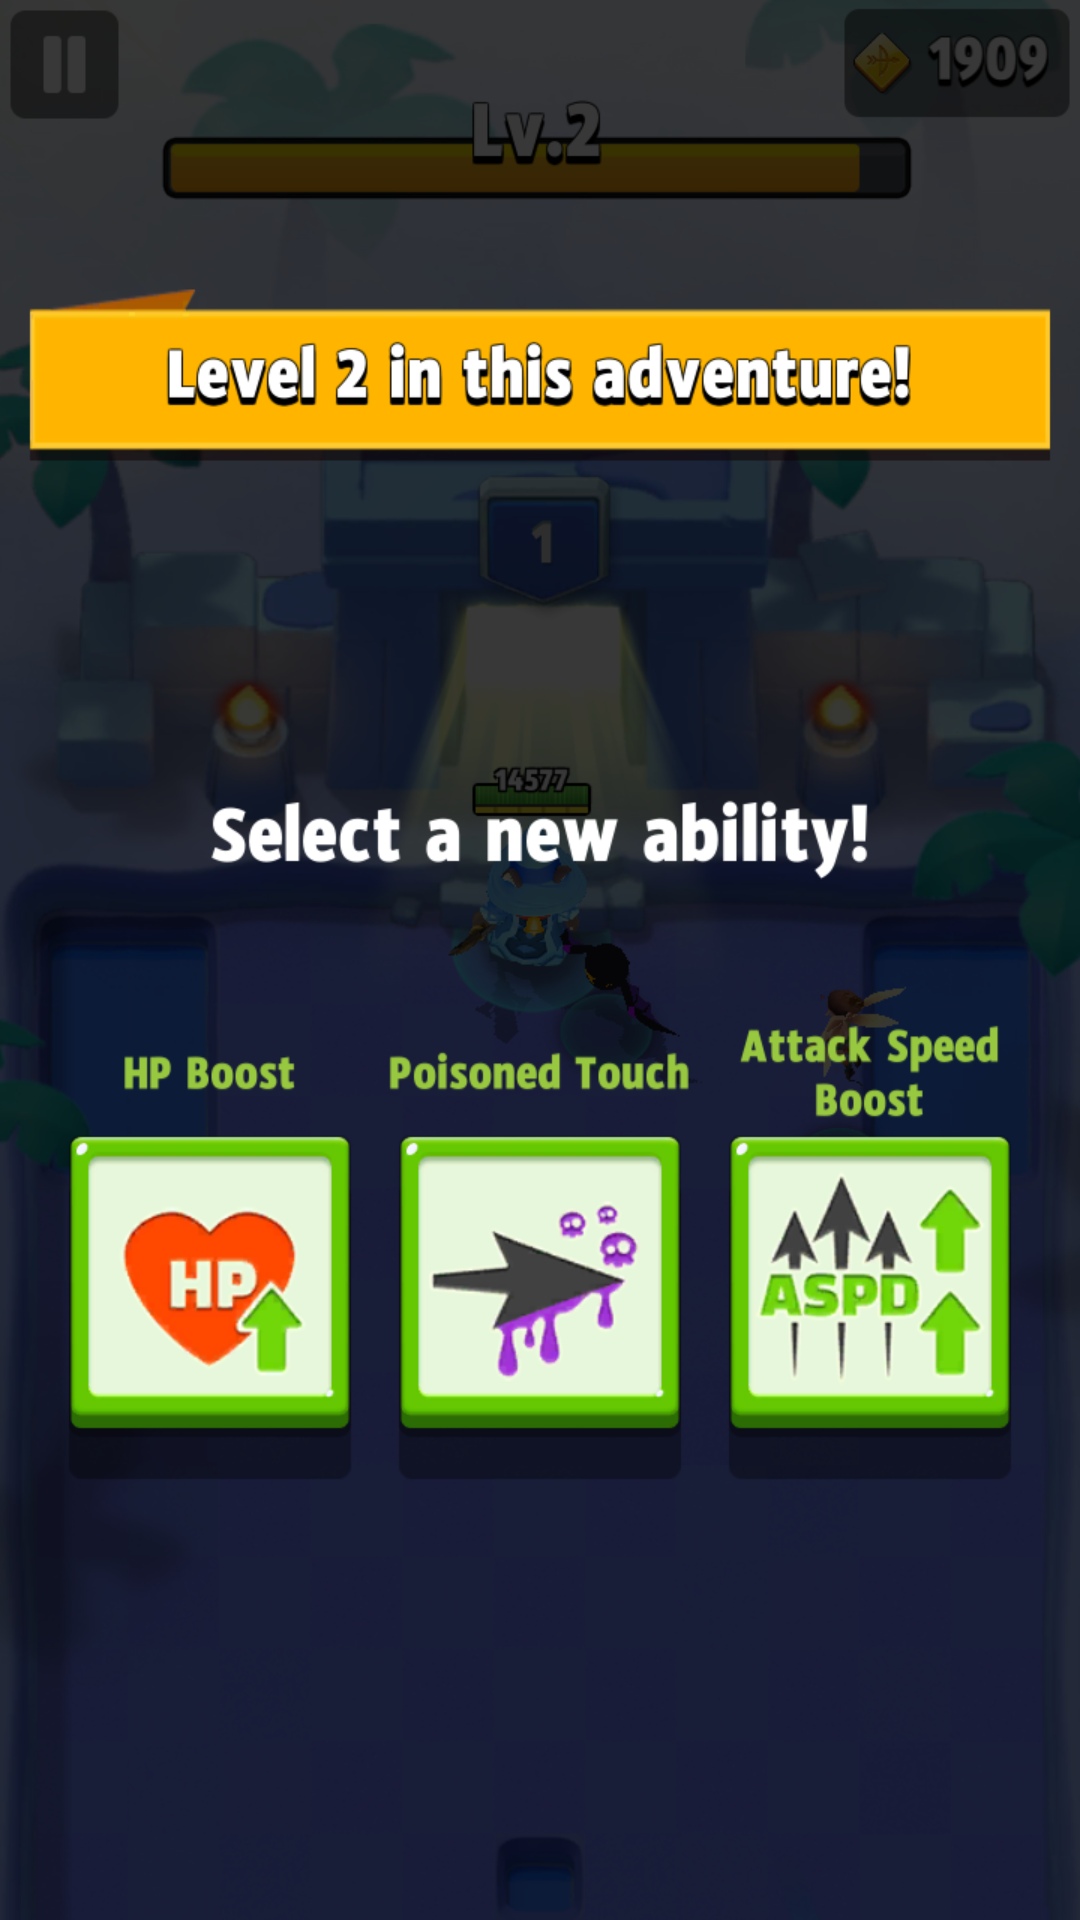 1909
Lv.2
Level 2 in this adventure!
1
14577
Select a new ability!
HP Boost
Poisoned Touch
Attack Speed
Boost
HP
ASPD